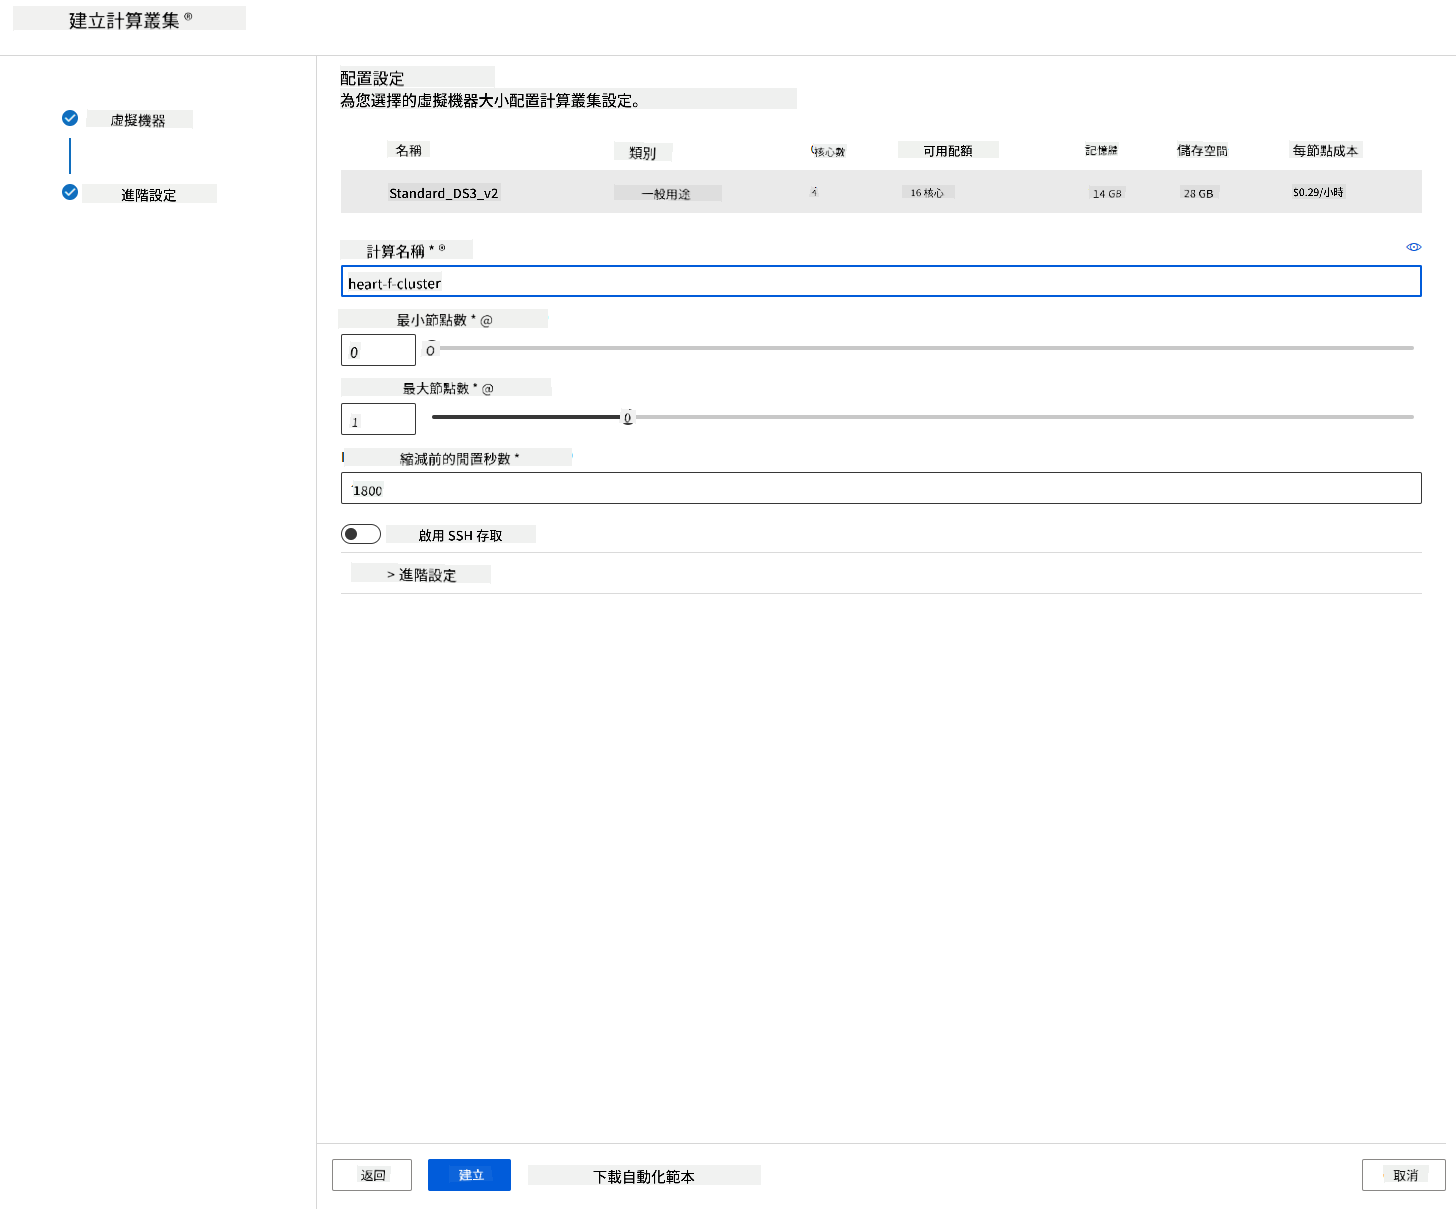 建立計算叢集 ®
虛擬機器
進階設定
配置設定
為您選擇的虛擬機器大小配置計算叢集設定。
名稱 類別 核心數 可用配額 記憶體 儲存空間 每節點成本
Standard_DS3_v2 一般用途 4 16 核心 14 GB 28 GB $0.29/小時
計算名稱 * ®
heart-f-cluster
最小節點數 * @
0
最大節點數 * @
1
縮減前的閒置秒數 *
1800
啟用 SSH 存取
> 進階設定
返回 建立 下載自動化範本 取消